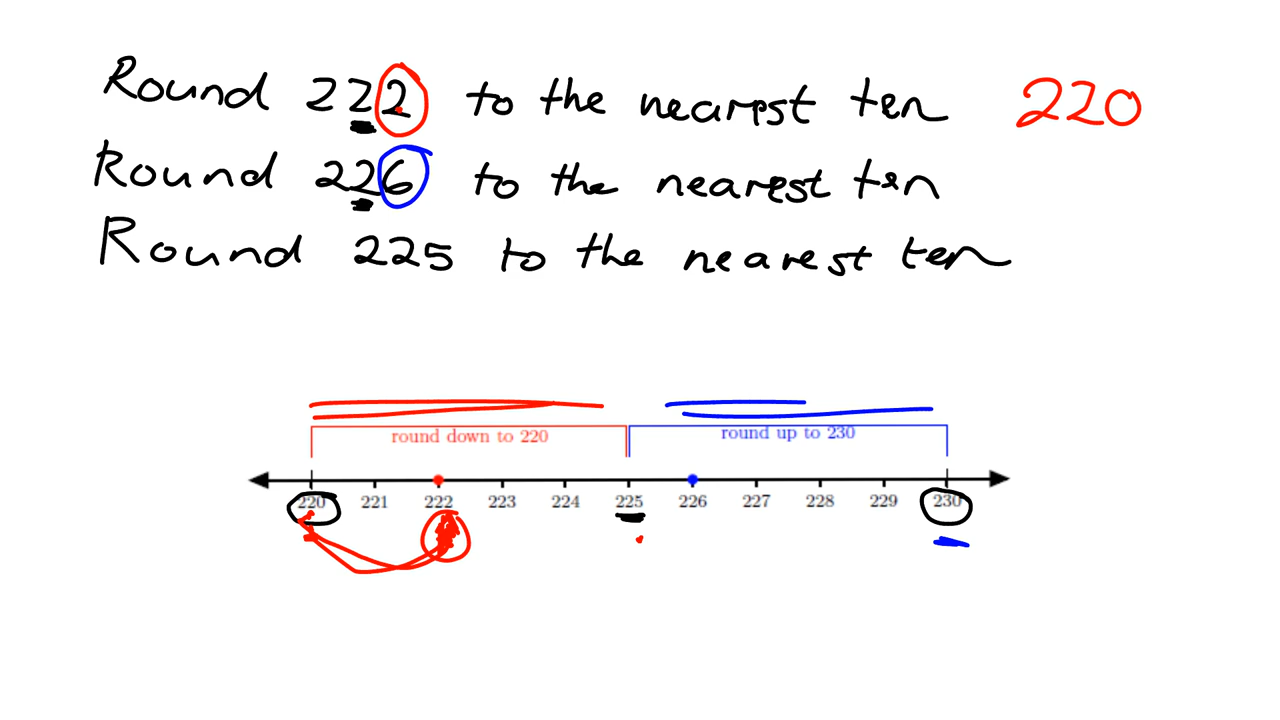 Round 222 to the nearest ten 220
Round 226 to the nearest ten
Round 225 to the nearest ten
round down to 220 round up to 230
220 221 222 223 224 225 226 227 228 229 230